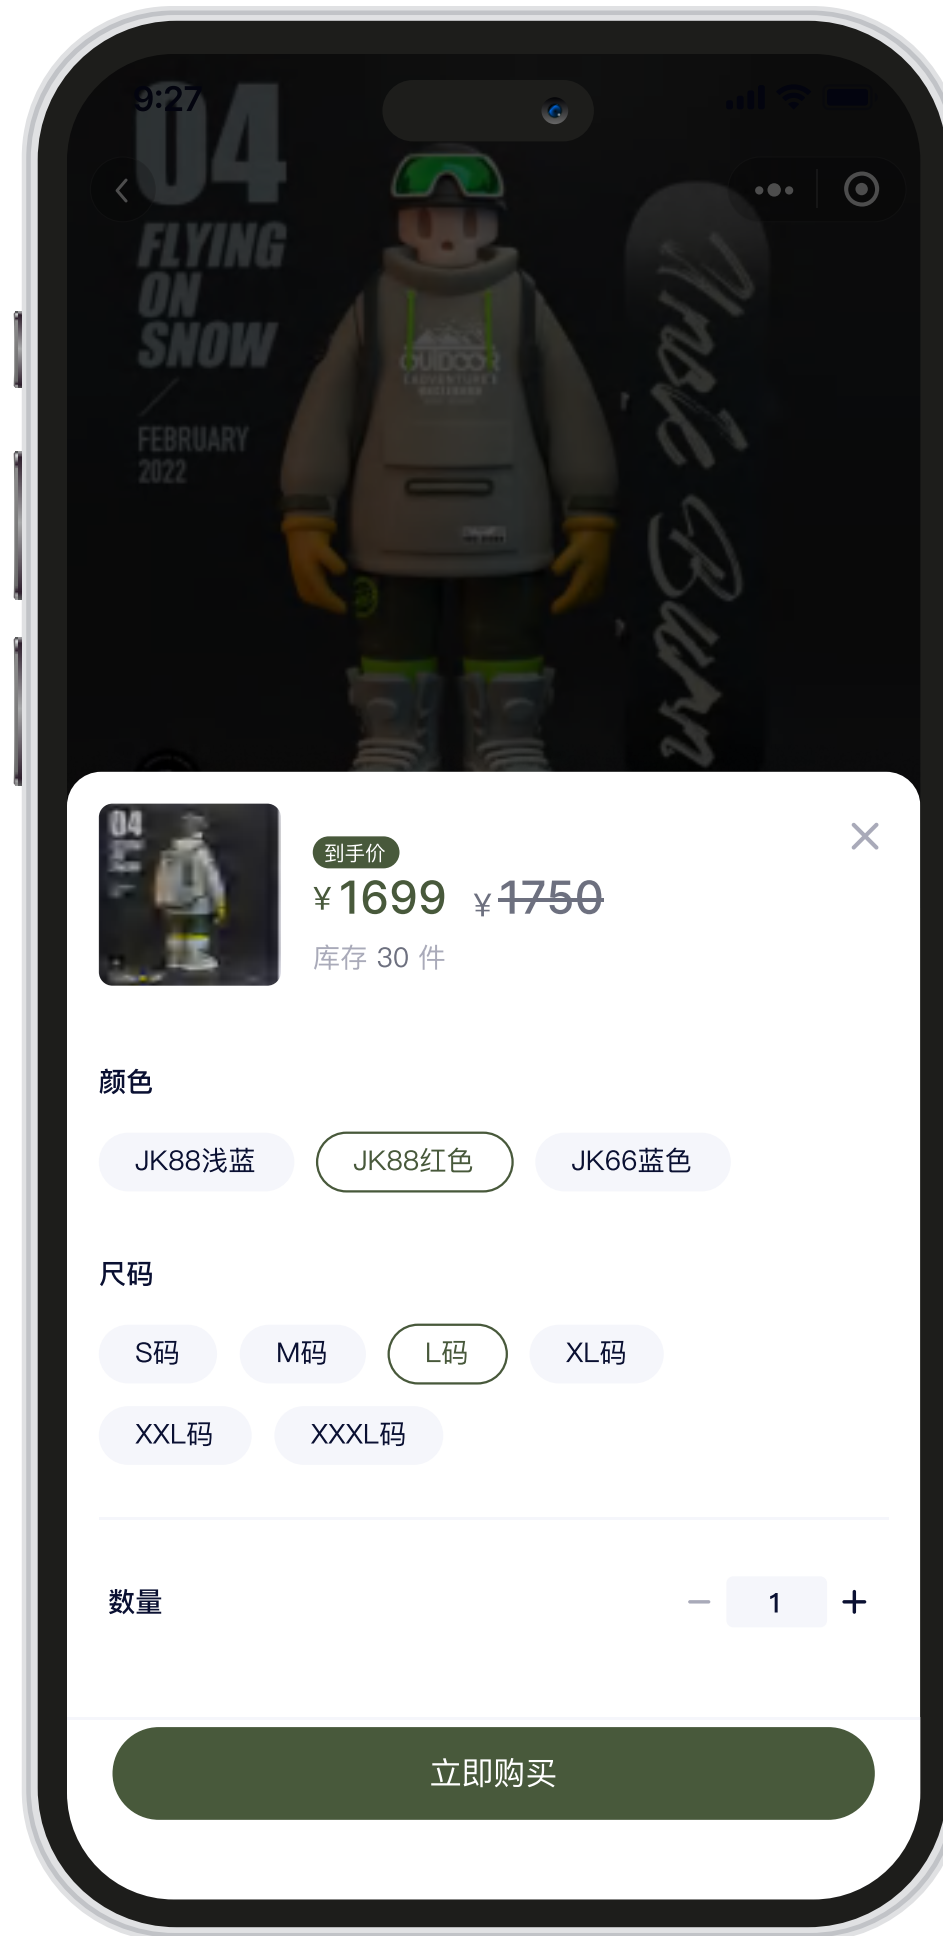 9:27
04
FLYING
ON
SNOW
FEBRUARY
2022
OUTDOOR
ADVENTURE
04
到手价
¥1699 ¥1750
库存 30 件
颜色
JK88浅蓝 JK88红色 JK66蓝色
尺码
S码 M码 L码 XL码
XXL码 XXXL码
数量
1
立即购买